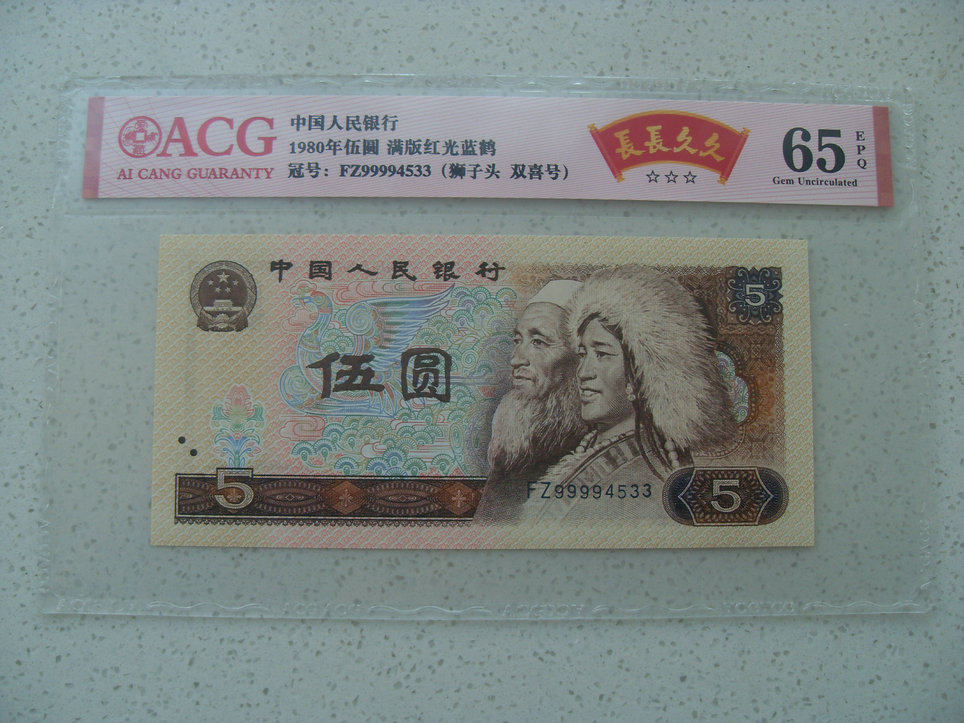 ACG
AI CANG GUARANTY
中国人民银行
1980年伍圆 满版红光蓝鹤
冠号：FZ99994533（狮子头 双喜号）
長長久久
☆☆☆
65
EPQ
Gem Uncirculated
中国人民银行
5
伍圆
FZ99994533
5
5